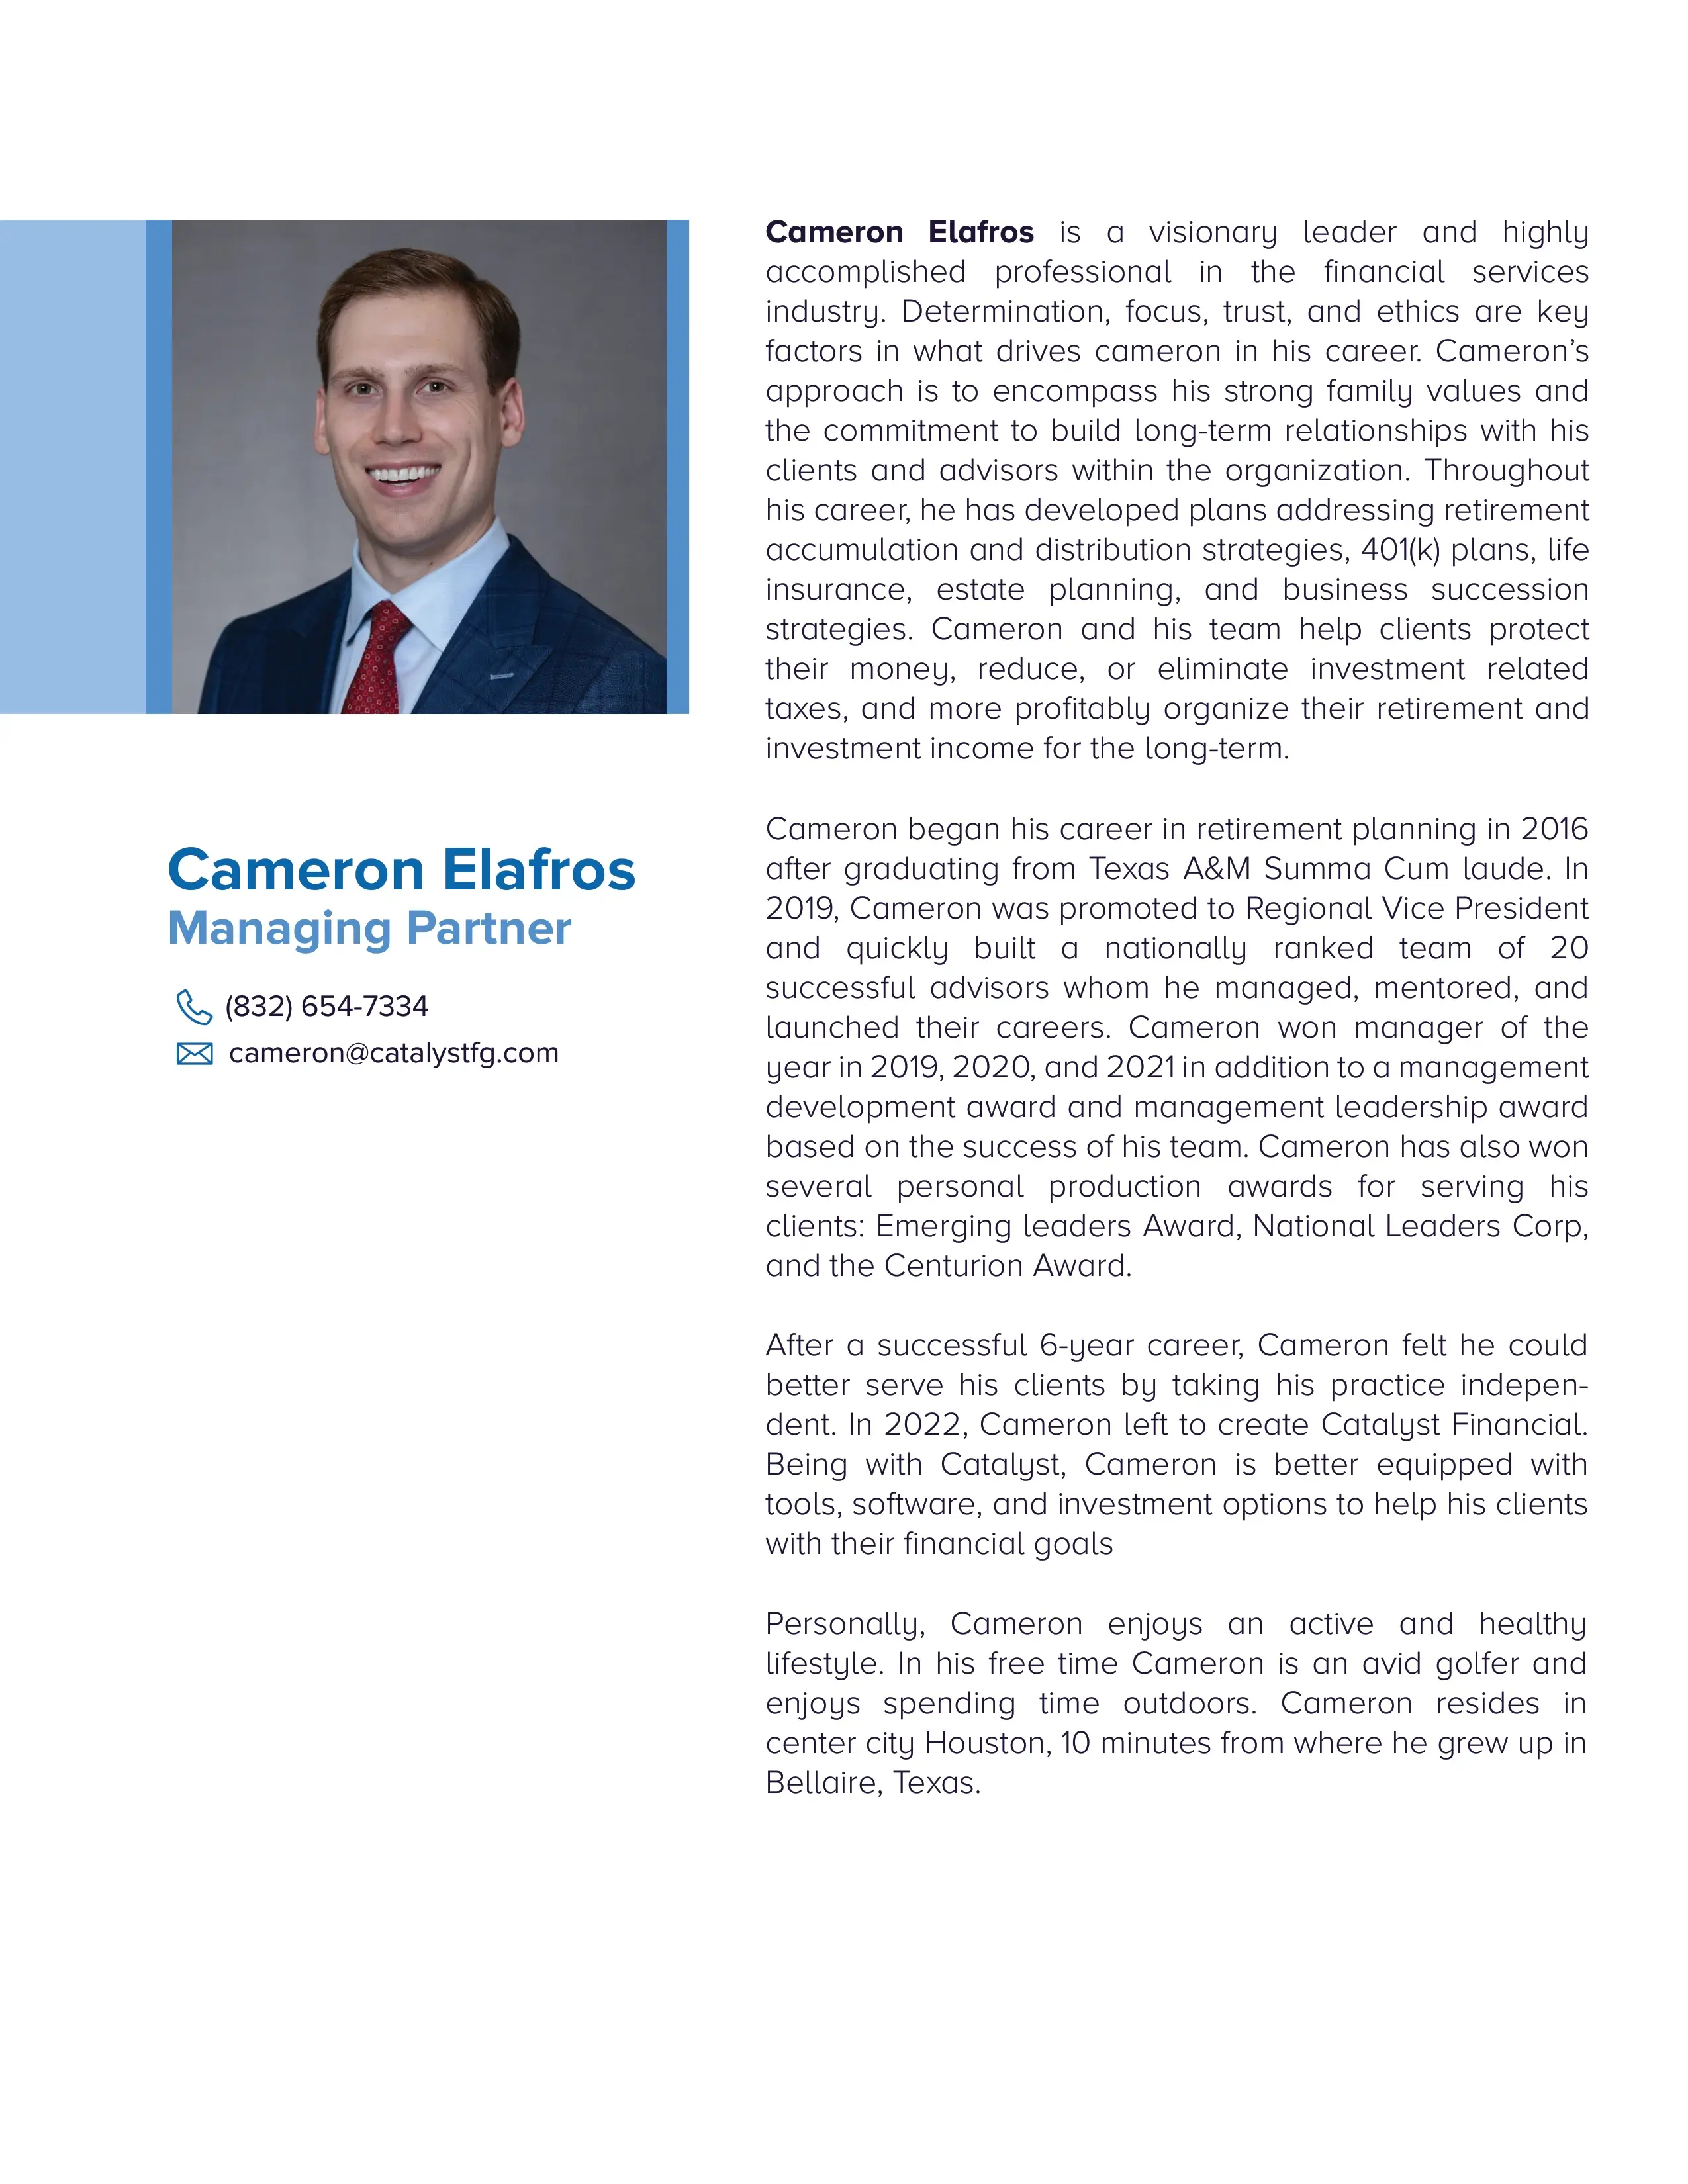 Cameron Elafros
Managing Partner
(832) 654-7334
cameron@catalystfg.com
Cameron Elafros is a visionary leader and highly
accomplished professional in the financial services
industry. Determination, focus, trust, and ethics are key
factors in what drives cameron in his career. Cameron’s
approach is to encompass his strong family values and
the commitment to build long-term relationships with his
clients and advisors within the organization. Throughout
his career, he has developed plans addressing retirement
accumulation and distribution strategies, 401(k) plans, life
insurance, estate planning, and business succession
strategies. Cameron and his team help clients protect
their money, reduce, or eliminate investment related
taxes, and more profitably organize their retirement and
investment income for the long-term.
Cameron began his career in retirement planning in 2016
after graduating from Texas A&M Summa Cum laude. In
2019, Cameron was promoted to Regional Vice President
and quickly built a nationally ranked team of 20
successful advisors whom he managed, mentored, and
launched their careers. Cameron won manager of the
year in 2019, 2020, and 2021 in addition to a management
development award and management leadership award
based on the success of his team. Cameron has also won
several personal production awards for serving his
clients: Emerging leaders Award, National Leaders Corp,
and the Centurion Award.
After a successful 6-year career, Cameron felt he could
better serve his clients by taking his practice indepen-
dent. In 2022, Cameron left to create Catalyst Financial.
Being with Catalyst, Cameron is better equipped with
tools, software, and investment options to help his clients
with their financial goals
Personally, Cameron enjoys an active and healthy
lifestyle. In his free time Cameron is an avid golfer and
enjoys spending time outdoors. Cameron resides in
center city Houston, 10 minutes from where he grew up in
Bellaire, Texas.